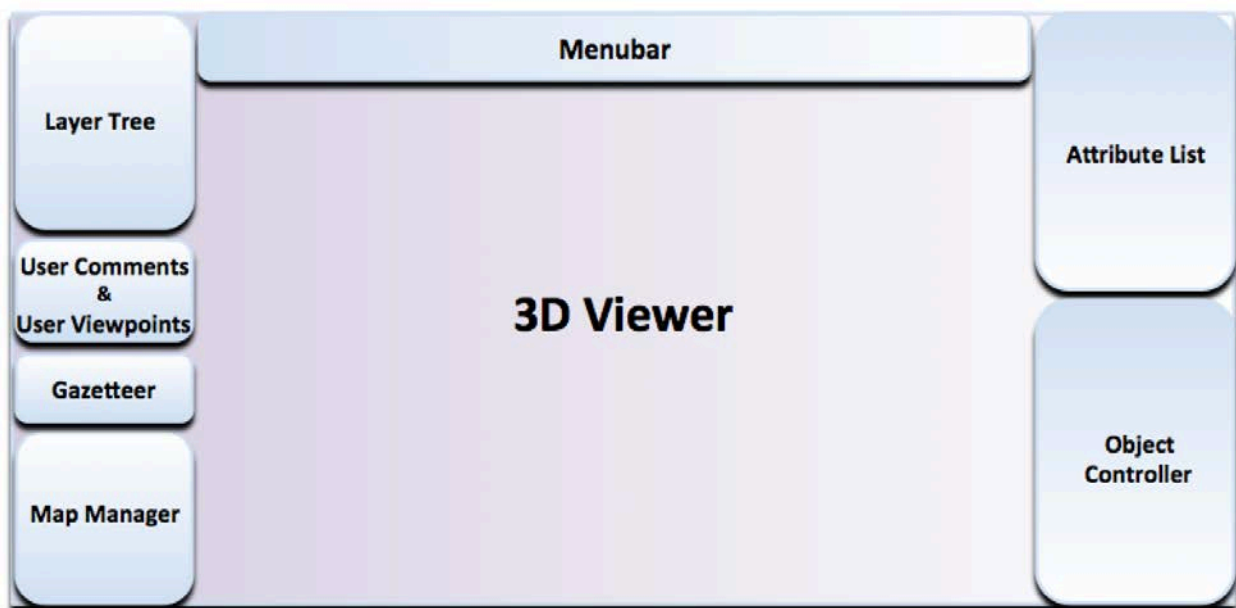 Menubar
Layer Tree
User Comments
&
User Viewpoints
Gazetteer
Map Manager
3D Viewer
Attribute List
Object
Controller